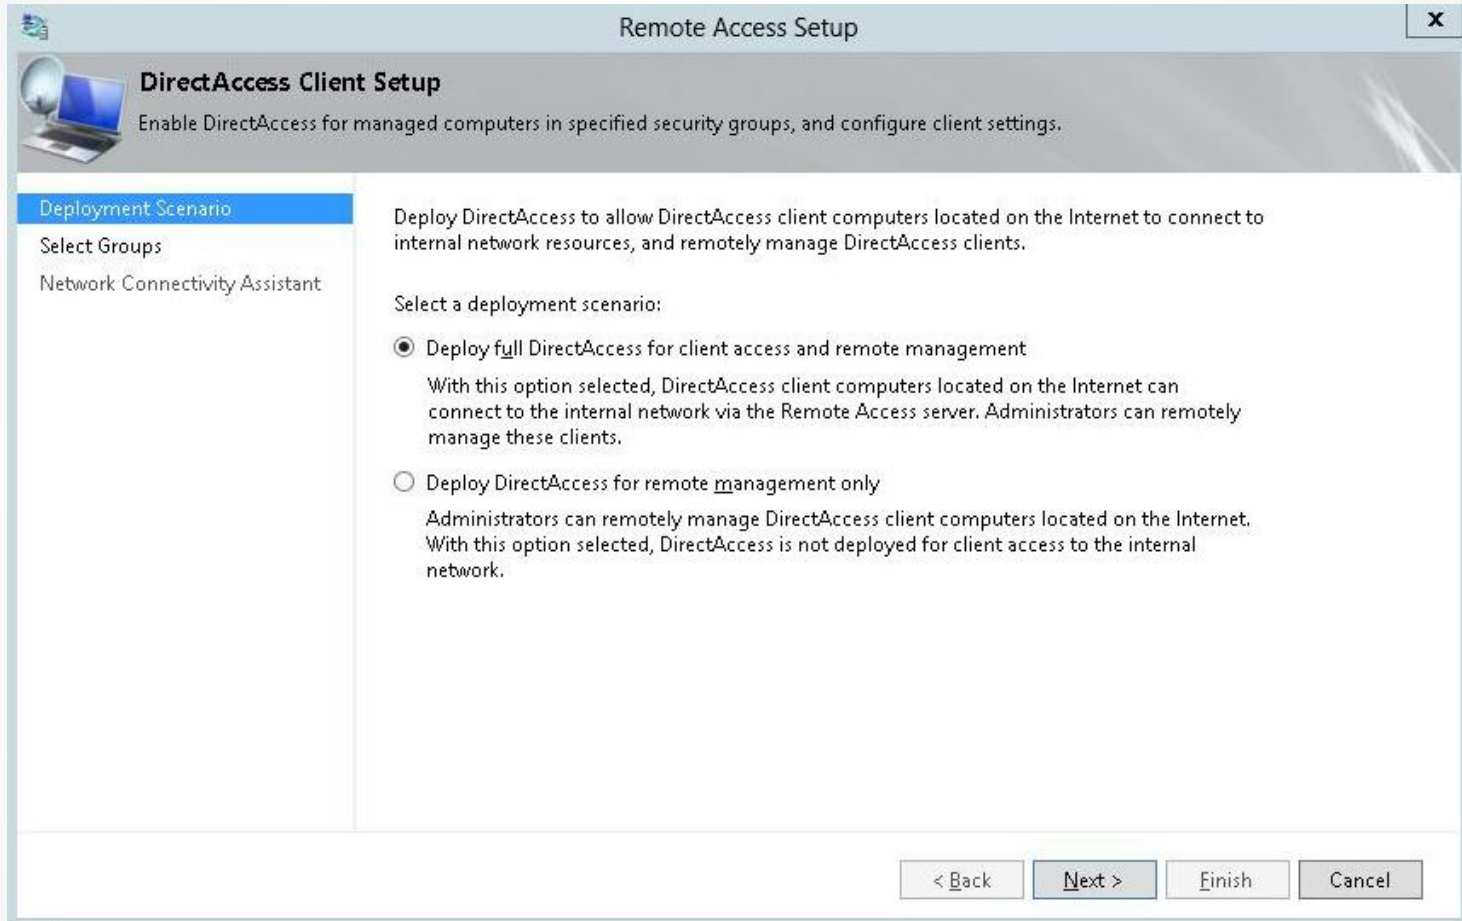 Remote Access Setup
x
DirectAccess Client Setup
Enable DirectAccess for managed computers in specified security groups, and configure client settings.
Deployment Scenario
Select Groups
Network Connectivity Assistant
Deploy DirectAccess to allow DirectAccess client computers located on the Internet to connect to
internal network resources, and remotely manage DirectAccess clients.
Select a deployment scenario:
Deploy full DirectAccess for client access and remote management
With this option selected, DirectAccess client computers located on the Internet can
connect to the internal network via the Remote Access server. Administrators can remotely
manage these clients.
Deploy DirectAccess for remote management only
Administrators can remotely manage DirectAccess client computers located on the Internet.
With this option selected, DirectAccess is not deployed for client access to the internal
network.
< Back
Next >
Finish
Cancel